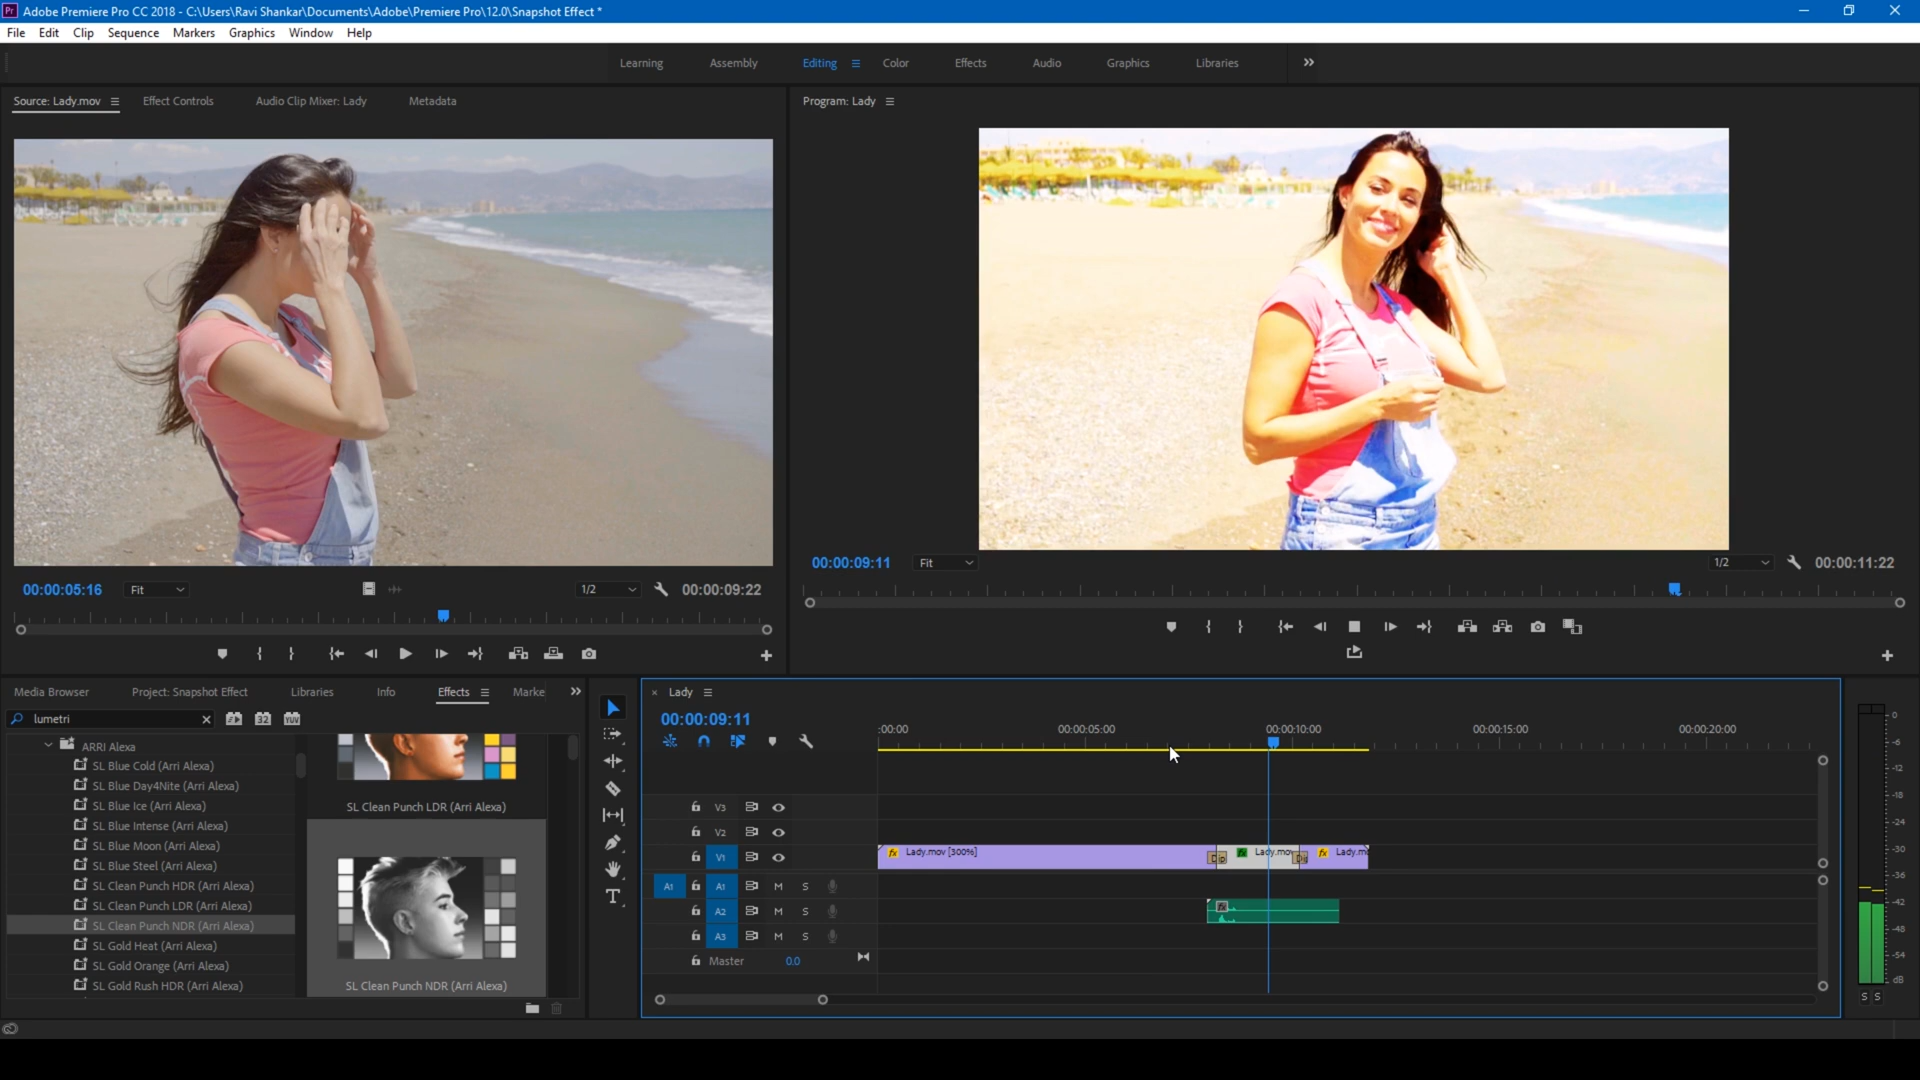 Pr Adobe Premiere Pro CC 2018 - C:\Users\Ravi Shankar\Documents\Adobe\Premiere Pro\12.0\Snapshot Effect *
File Edit Clip Sequence Markers Graphics Window Help
Learning Assembly Editing Color Effects Audio Graphics Libraries
Source: Lady.mov Effect Controls Audio Clip Mixer: Lady Metadata
Program: Lady
00:00:05:16 Fit 1/2 00:00:09:22
00:00:09:11 Fit 1/2 00:00:11:22
Media Browser Project: Snapshot Effect Libraries Info Effects Marke
lumetri 32 YUV
ARRI Alexa
SL Blue Cold (Arri Alexa)
SL Blue Day4Nite (Arri Alexa)
SL Blue Ice (Arri Alexa)
SL Blue Intense (Arri Alexa)
SL Blue Moon (Arri Alexa)
SL Blue Steel (Arri Alexa)
SL Clean Punch HDR (Arri Alexa)
SL Clean Punch LDR (Arri Alexa)
SL Clean Punch NDR (Arri Alexa)
SL Gold Heat (Arri Alexa)
SL Gold Orange (Arri Alexa)
SL Gold Rush HDR (Arri Alexa)
SL Clean Punch LDR (Arri Alexa)
SL Clean Punch NDR (Arri Alexa)
Lady
00:00:09:11
:00:00 00:00:05:00 00:00:10:00 00:00:15:00 00:00:20:00
V3
V2
V1 fx Lady.mov [300%] Dip fx Lady.mov fx Lady.m
A1 A1 M S
A2 M S fx
A3 M S
Master 0.0
0
-6
-12
-18
-24
-30
-36
-42
-48
-54
dB
S S